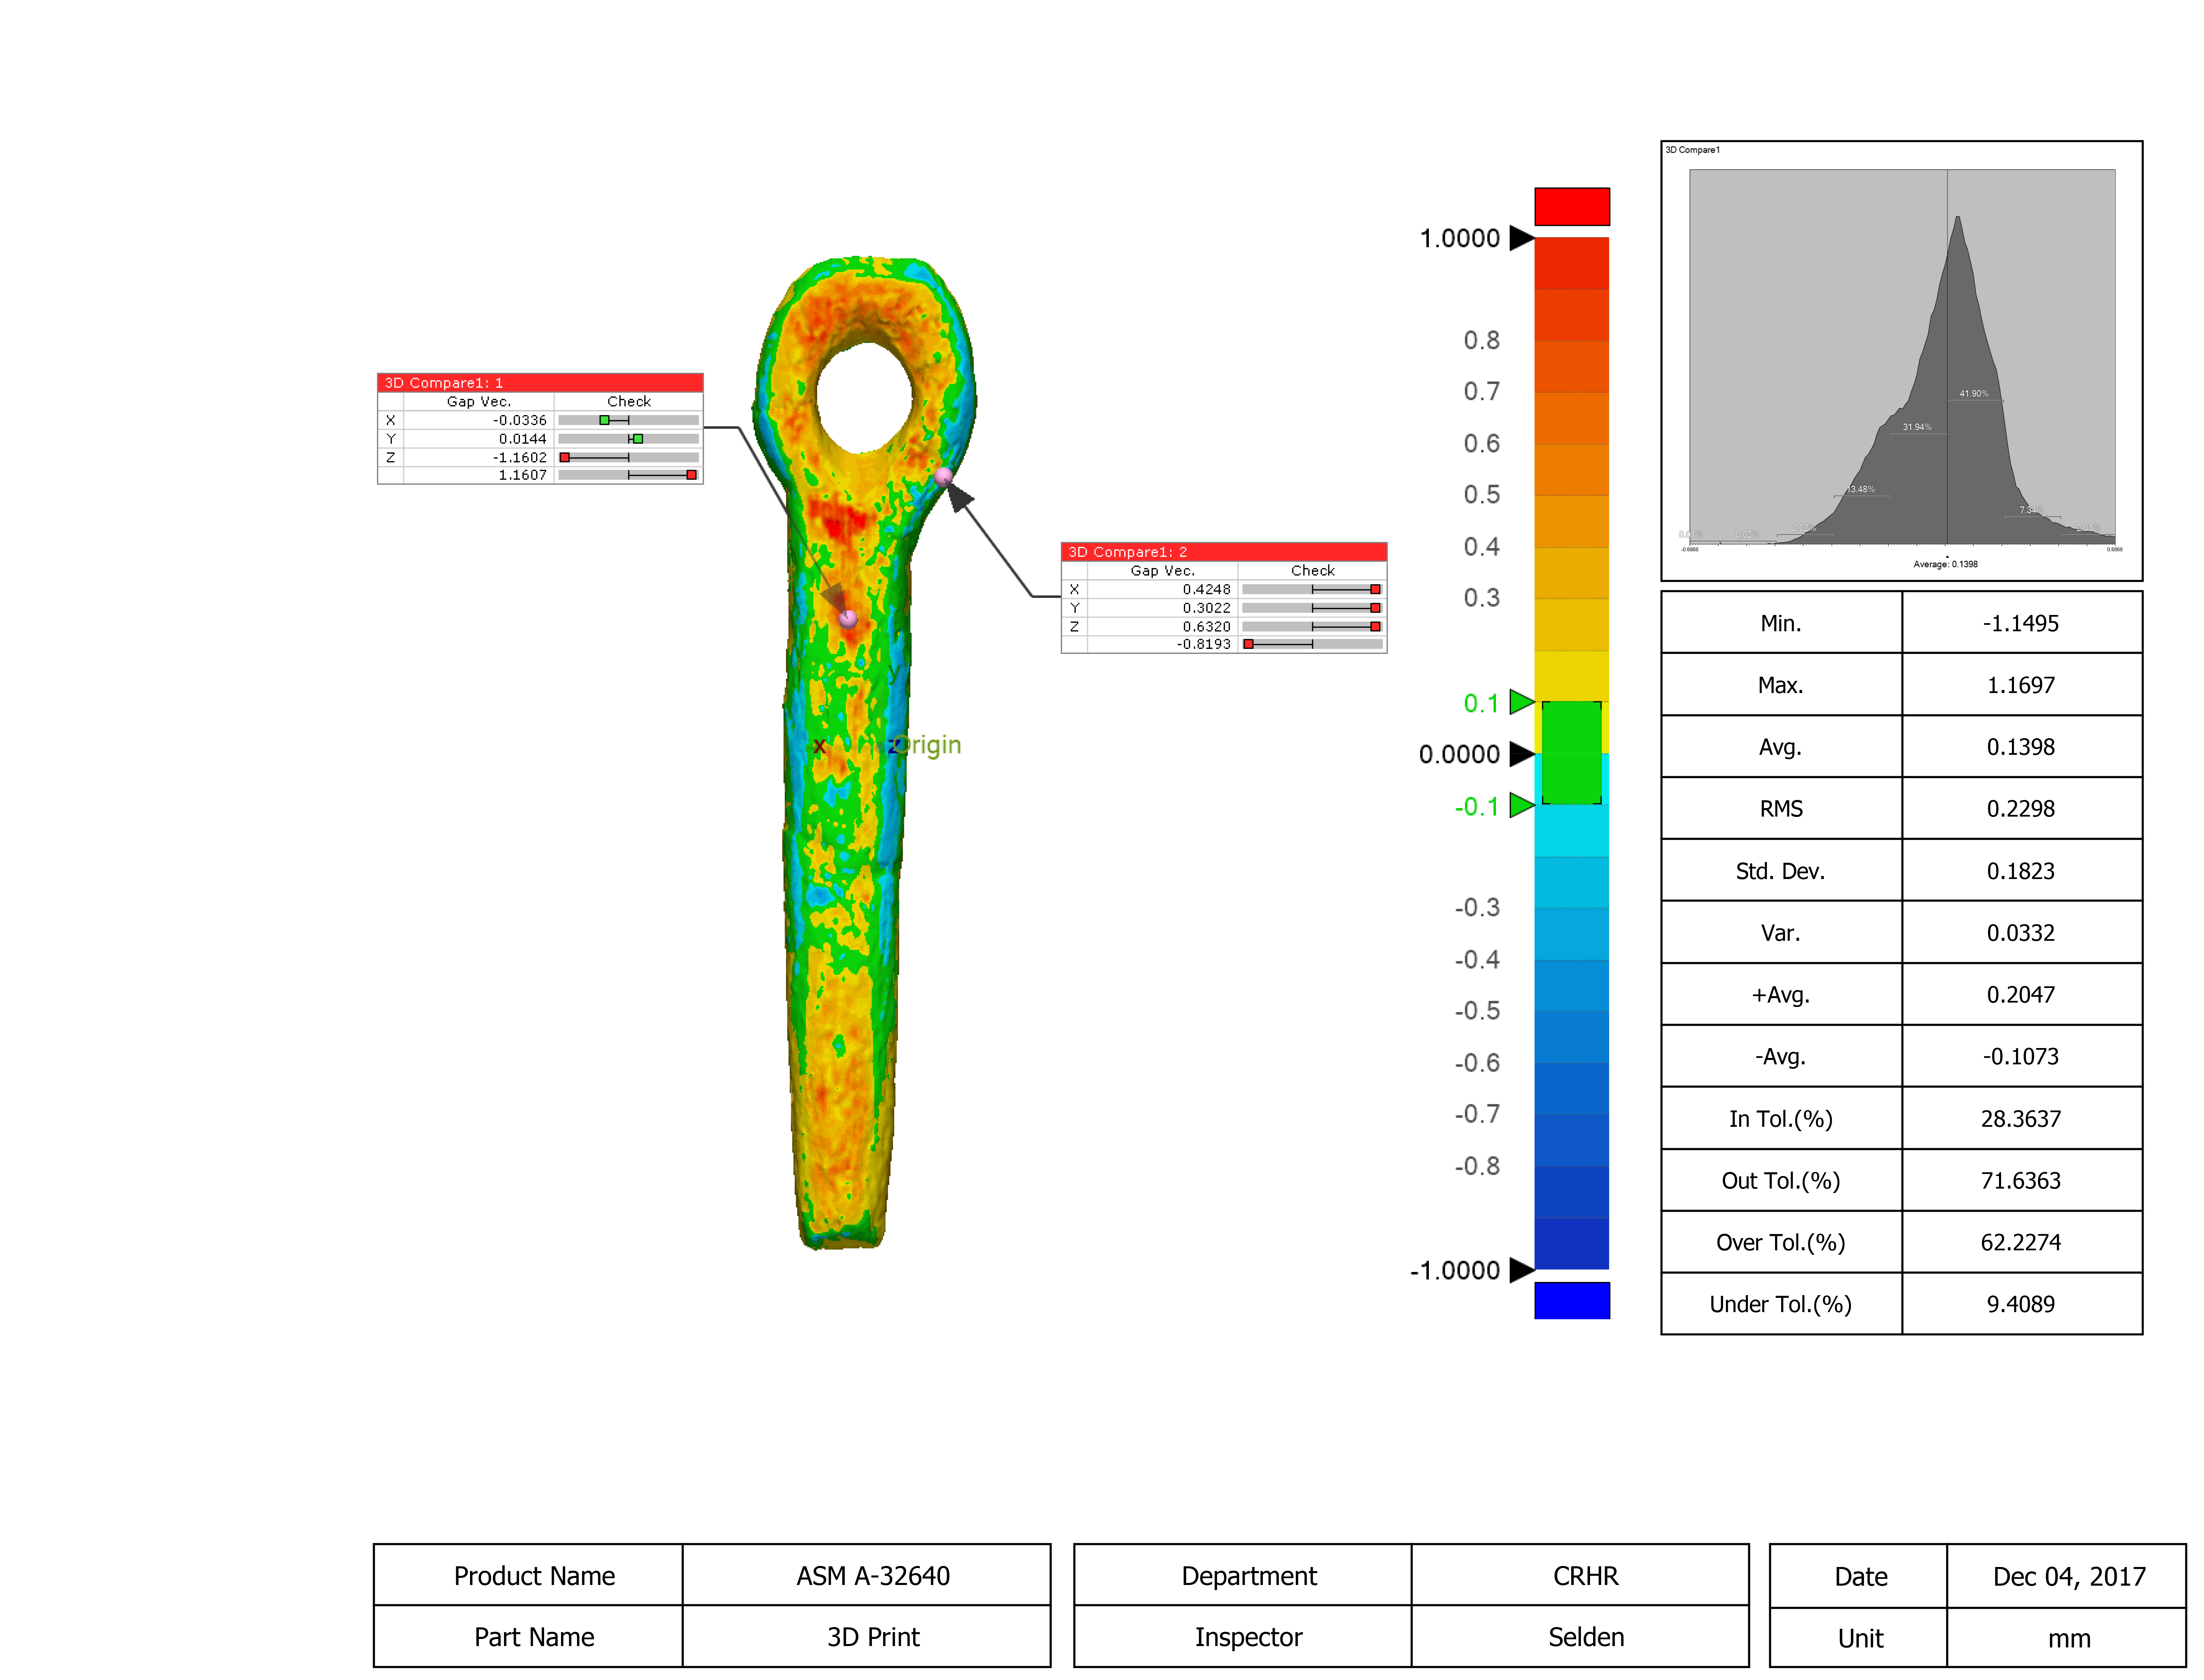 3D Compare1
41.90%
31.94%
13.48%
7.34%
-0.6868
0.6868
Average: 0.1398
1.0000
0.8
0.7
0.6
0.5
0.4
0.3
0.1
0.0000
-0.1
-0.3
-0.4
-0.5
-0.6
-0.7
-0.8
-1.0000
3D Compare1: 1
Gap Vec. Check
X -0.0336
Y 0.0144
Z -1.1602
1.1607
3D Compare1: 2
Gap Vec. Check
X 0.4248
Y 0.3022
Z 0.6320
-0.8193
y
x
z Origin
Min. -1.1495
Max. 1.1697
Avg. 0.1398
RMS 0.2298
Std. Dev. 0.1823
Var. 0.0332
+Avg. 0.2047
-Avg. -0.1073
In Tol.(%) 28.3637
Out Tol.(%) 71.6363
Over Tol.(%) 62.2274
Under Tol.(%) 9.4089
Product Name ASM A-32640
Part Name 3D Print
Department CRHR
Inspector Selden
Date Dec 04, 2017
Unit mm